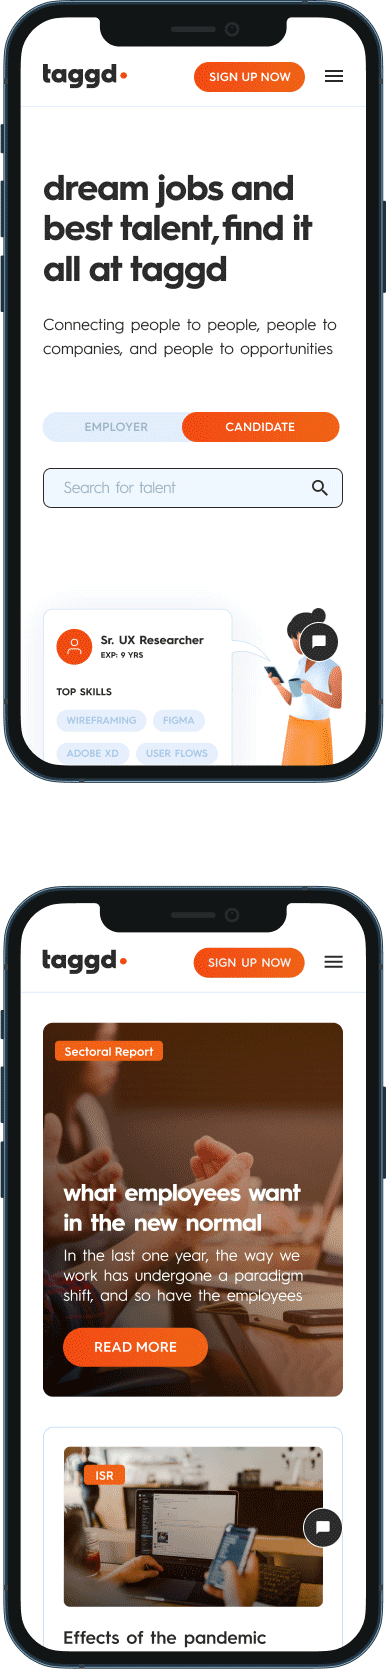 taggd
SIGN UP NOW
dream jobs and
best talent, find it
all at taggd
Connecting people to people, people to
companies, and people to opportunities
EMPLOYER
CANDIDATE
Search for talent
Sr. UX Researcher
EXP: 9 YRS
TOP SKILLS
WIREFRAMING
FIGMA
ADOBE XD
USER FLOWS
taggd
SIGN UP NOW
Sectoral Report
what employees want
in the new normal
In the last one year, the way we
work has undergone a paradigm
shift, and so have the employees
READ MORE
ISR
Effects of the pandemic